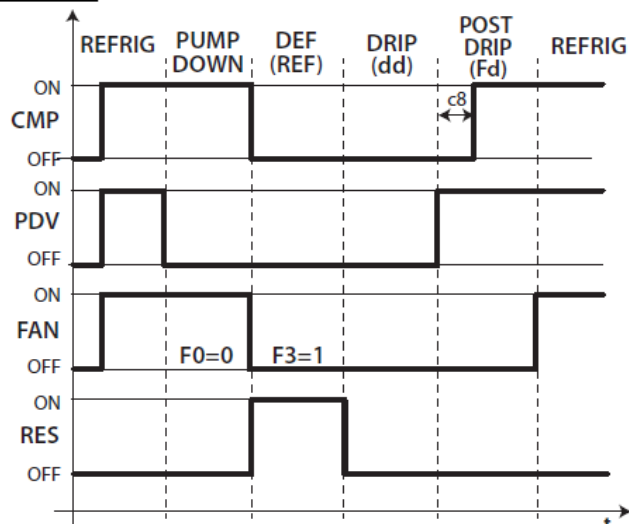 REFRIG
PUMP
DOWN
DEF
(REF)
DRIP
(dd)
POST
DRIP
(Fd)
REFRIG
ON
c8
CMP
OFF
ON
PDV
OFF
ON
FAN
F0=0
F3=1
OFF
ON
RES
OFF
t